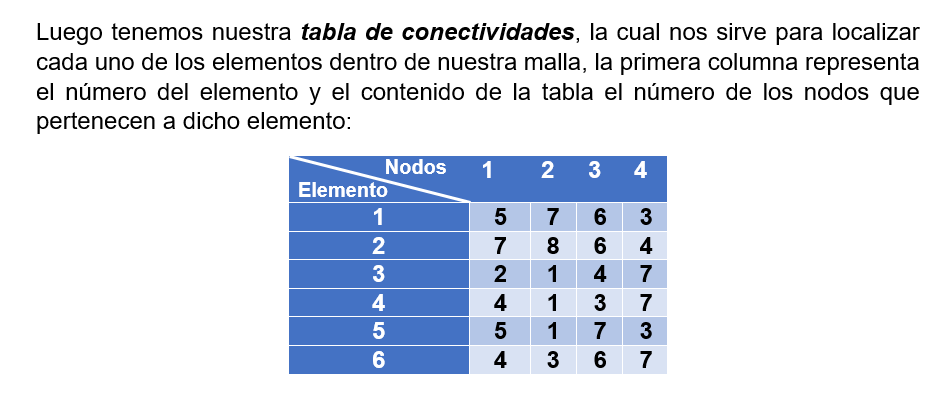 Luego tenemos nuestra tabla de conectividades, la cual nos sirve para localizar
cada uno de los elementos dentro de nuestra malla, la primera columna representa
el número del elemento y el contenido de la tabla el número de los nodos que
pertenecen a dicho elemento:
Nodos 1 2 3 4
Elemento
1 5 7 6 3
2 7 8 6 4
3 2 1 4 7
4 4 1 3 7
5 5 1 7 3
6 4 3 6 7